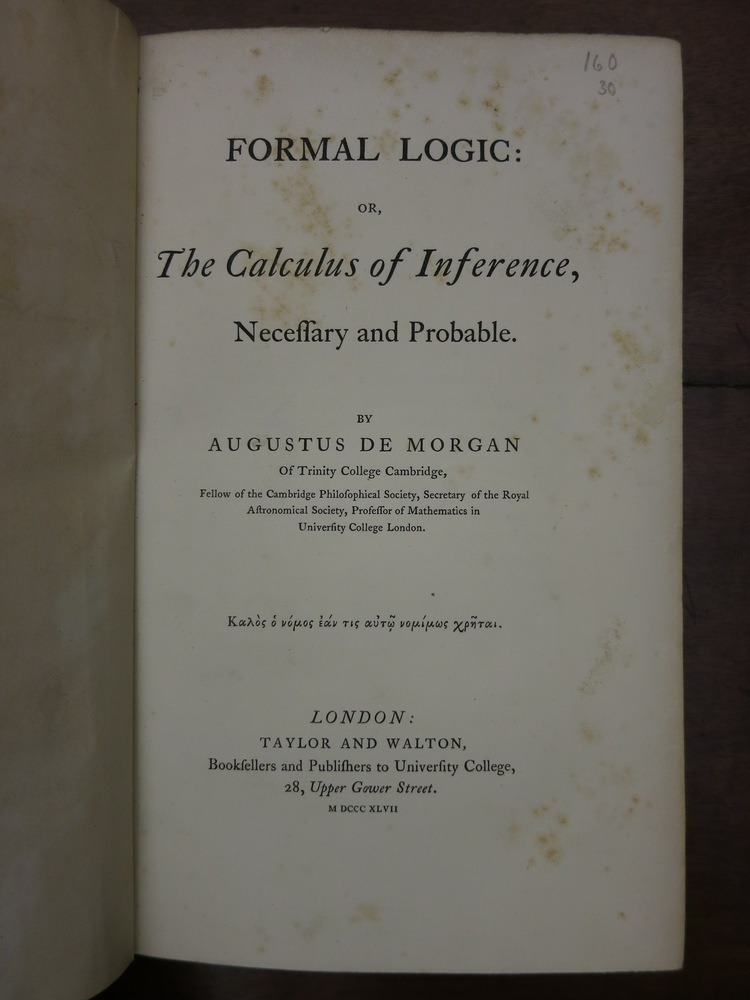 160
30
FORMAL LOGIC:
OR,
The Calculus of Inference,
Neceſſary and Probable.
BY
AUGUSTUS DE MORGAN
Of Trinity College Cambridge,
Fellow of the Cambridge Philoſophical Society, Secretary of the Royal
Aſtronomical Society, Profeſſor of Mathematics in
Univerſity College London.
Καλὸς ὁ νόμος ἐάν τις αὐτῷ νομίμως χρῆται.
LONDON:
TAYLOR AND WALTON,
Bookſellers and Publiſhers to Univerſity College,
28, Upper Gower Street.
M DCCC XLVII